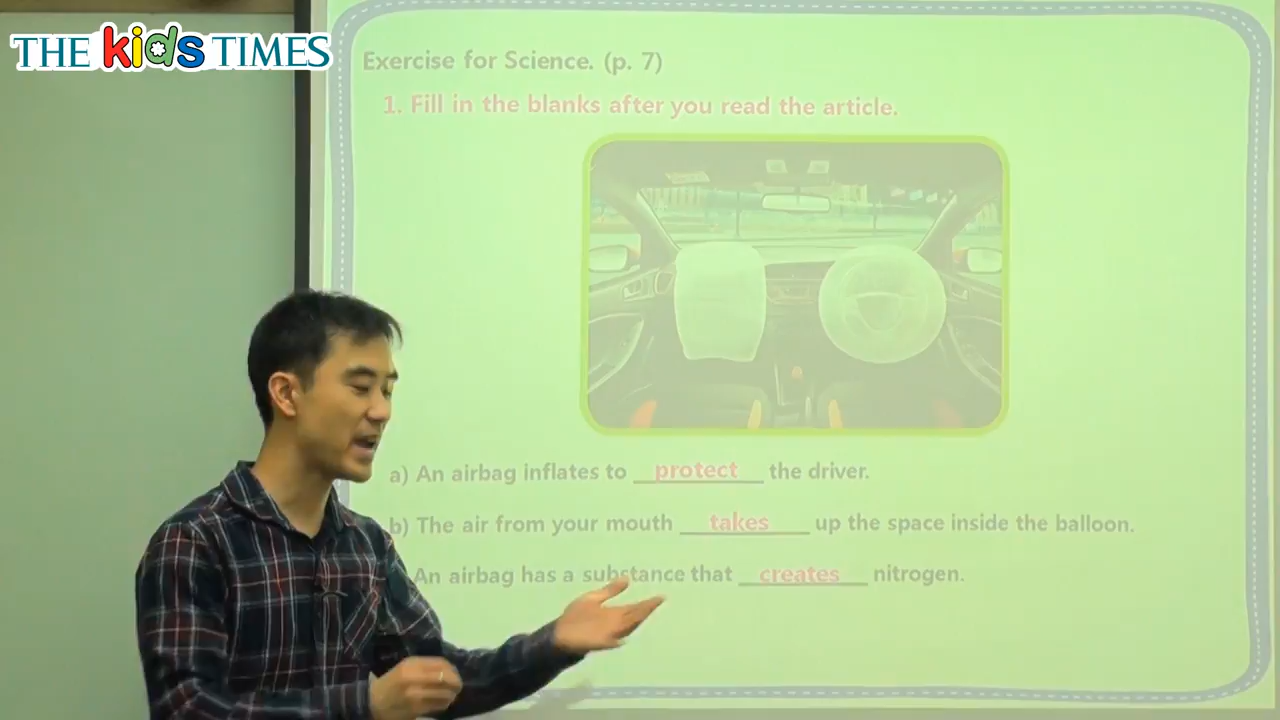 THE kids TIMES
Exercise for Science. (p. 7)
1. Fill in the blanks after you read the article.
a) An airbag inflates to protect the driver.
b) The air from your mouth takes up the space inside the balloon.
An airbag has a substance that creates nitrogen.